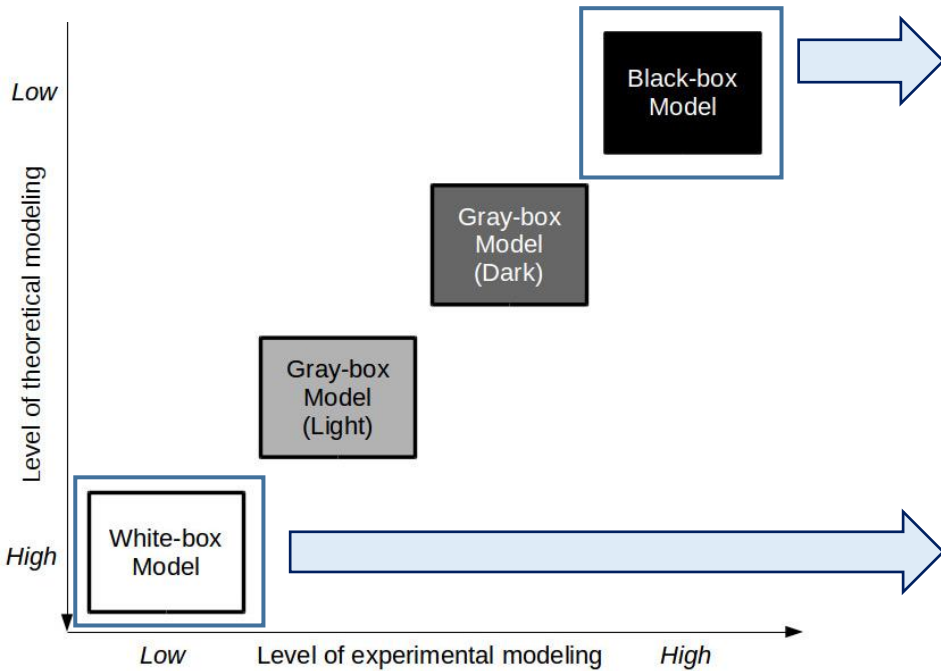 Low
Level of theoretical modeling
High
Black-box
Model
Gray-box
Model
(Dark)
Gray-box
Model
(Light)
White-box
Model
Low
Level of experimental modeling
High